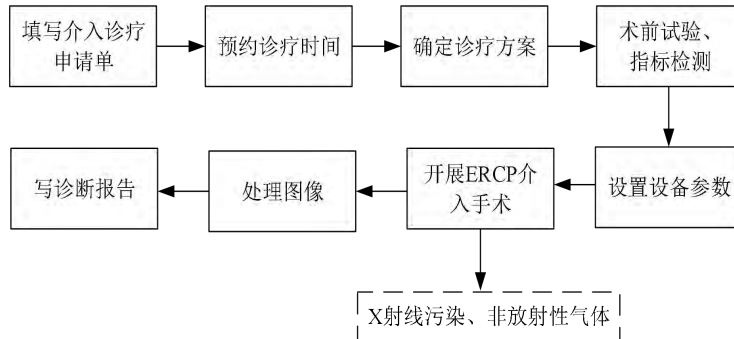 填写介入诊疗
申请单
预约诊疗时间
确定诊疗方案
术前试验、
指标检测
设置设备参数
开展ERCP介
入手术
处理图像
写诊断报告
X射线污染、非放射性气体